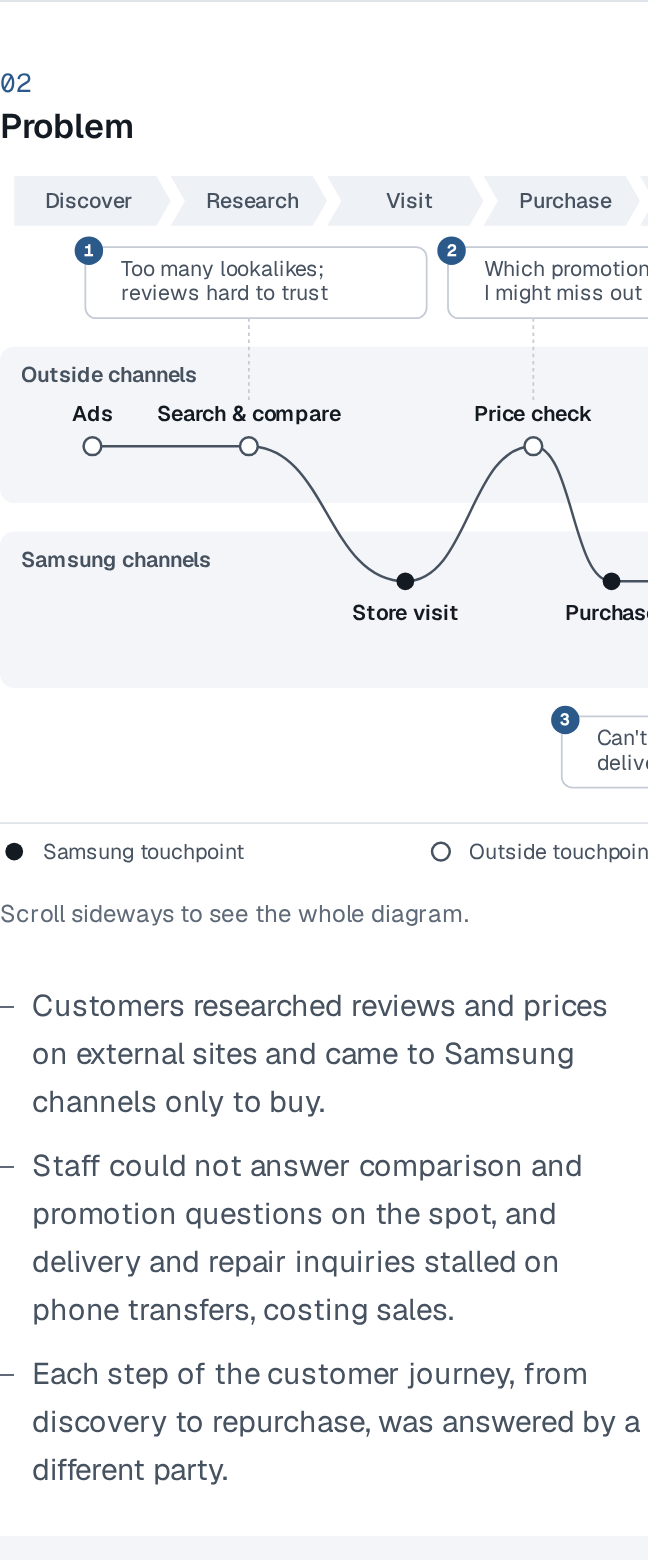 02
Problem
Discover Research Visit Purchase
1 2
Too many lookalikes; Which promotion
reviews hard to trust I might miss out
Outside channels
Ads Search & compare Price check
Samsung channels
Store visit Purchas
3
Can't
delive
Samsung touchpoint Outside touchpoin
Scroll sideways to see the whole diagram.
– Customers researched reviews and prices
on external sites and came to Samsung
channels only to buy.
– Staff could not answer comparison and
promotion questions on the spot, and
delivery and repair inquiries stalled on
phone transfers, costing sales.
– Each step of the customer journey, from
discovery to repurchase, was answered by a
different party.